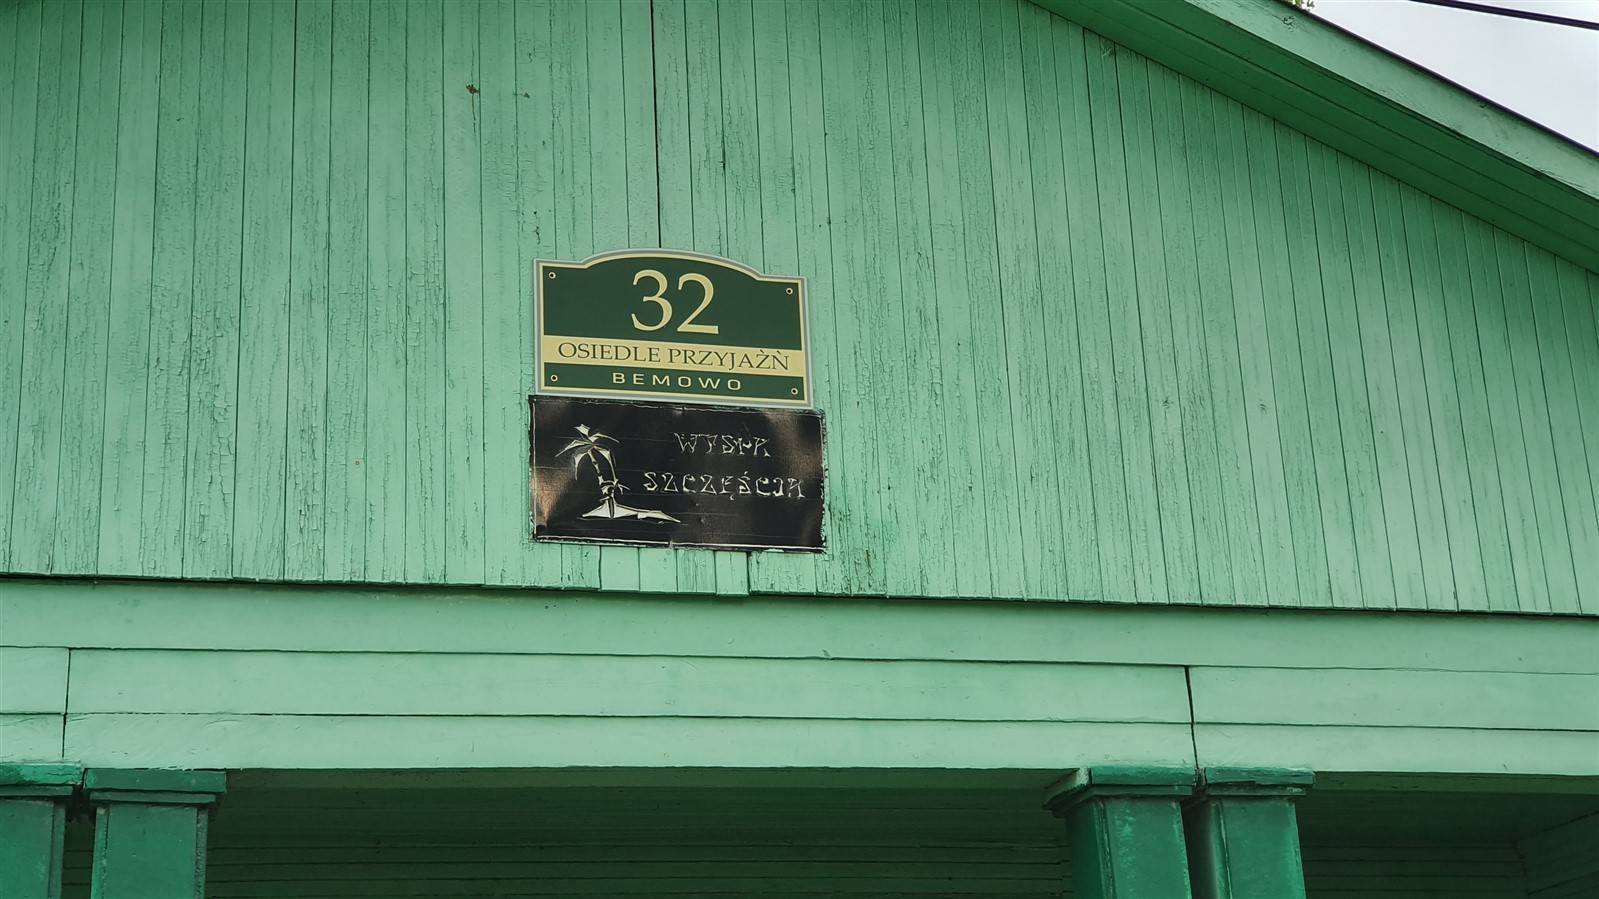 32
OSIEDLE PRZYJAŹŃ
BEMOWO
WYSPA
SZCZĘŚCIA